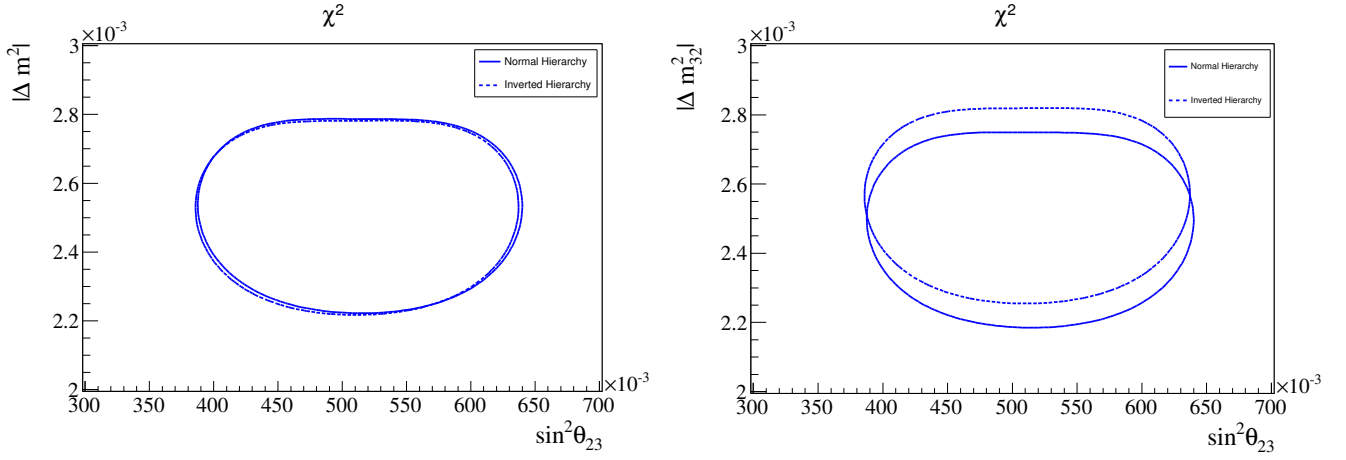 χ²
×10⁻³
|Δ m²|
3
2.8
2.6
2.4
2.2
2
Normal Hierarchy
Inverted Hierarchy
300 350 400 450 500 550 600 650 700
×10⁻³
sin²θ₂₃
χ²
×10⁻³
|Δ m²₃₂|
3
2.8
2.6
2.4
2.2
2
Normal Hierarchy
Inverted Hierarchy
300 350 400 450 500 550 600 650 700
×10⁻³
sin²θ₂₃